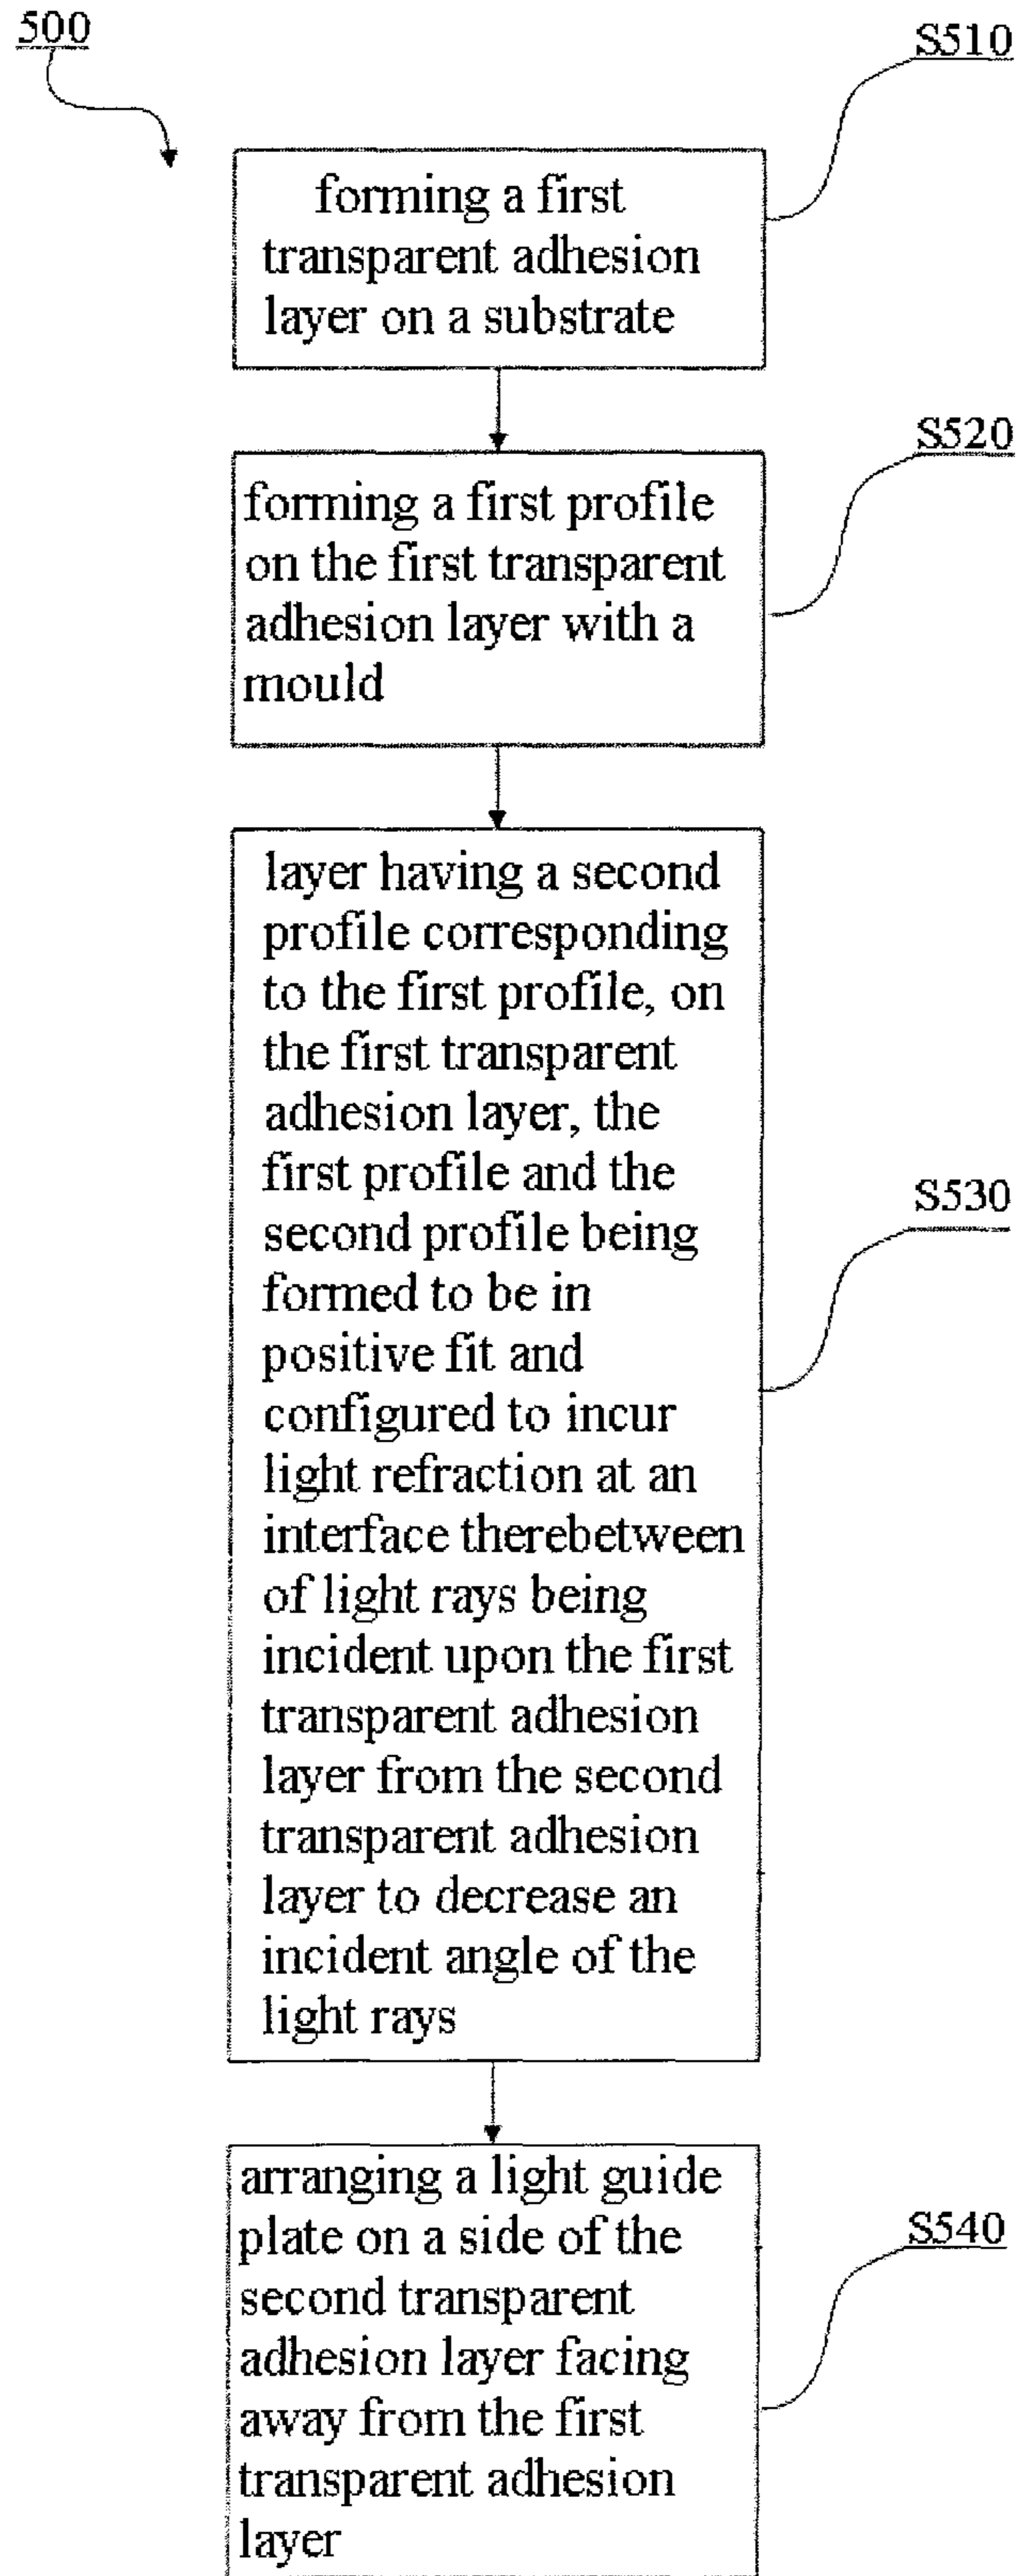 500
S510
forming a first
transparent adhesion
layer on a substrate
S520
forming a first profile
on the first transparent
adhesion layer with a
mould
layer having a second
profile corresponding
to the first profile, on
the first transparent
adhesion layer, the
first profile and the
second profile being
formed to be in
positive fit and
configured to incur
light refraction at an
interface therebetween
of light rays being
incident upon the first
transparent adhesion
layer from the second
transparent adhesion
layer to decrease an
incident angle of the
light rays
S530
arranging a light guide
plate on a side of the
second transparent
adhesion layer facing
away from the first
transparent adhesion
layer
S540